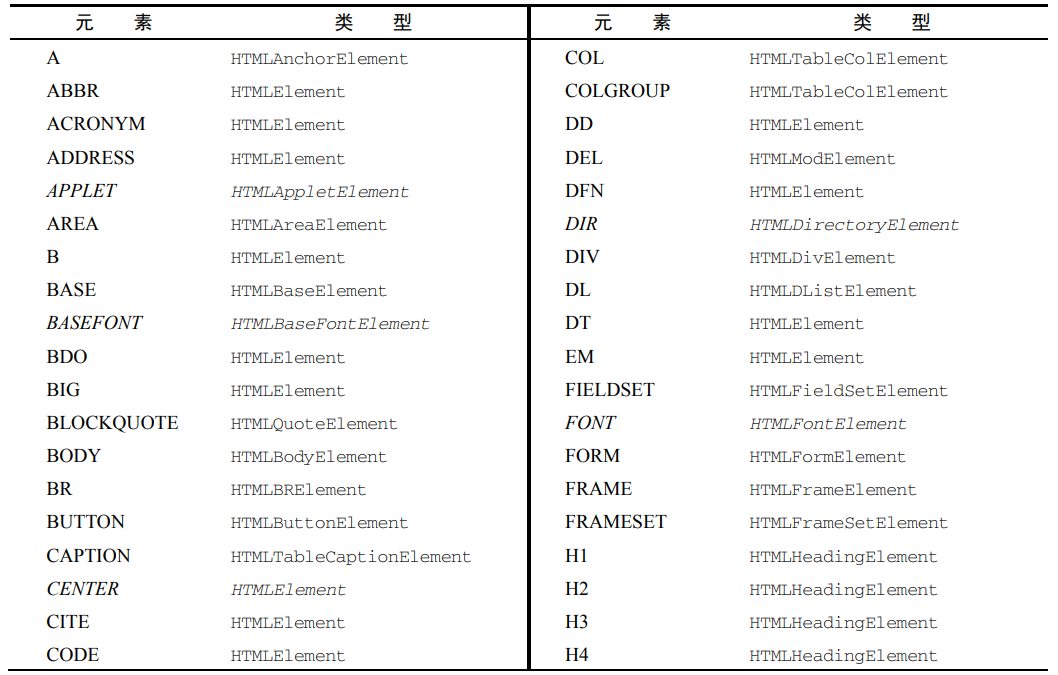 元 素 类 型 元 素 类 型
A HTMLAnchorElement COL HTMLTableColElement
ABBR HTMLElement COLGROUP HTMLTableColElement
ACRONYM HTMLElement DD HTMLElement
ADDRESS HTMLElement DEL HTMLModElement
APPLET HTMLAppletElement DFN HTMLElement
AREA HTMLAreaElement DIR HTMLDirectoryElement
B HTMLElement DIV HTMLDivElement
BASE HTMLBaseElement DL HTMLDListElement
BASEFONT HTMLBaseFontElement DT HTMLElement
BDO HTMLElement EM HTMLElement
BIG HTMLElement FIELDSET HTMLFieldSetElement
BLOCKQUOTE HTMLQuoteElement FONT HTMLFontElement
BODY HTMLBodyElement FORM HTMLFormElement
BR HTMLBRElement FRAME HTMLFrameElement
BUTTON HTMLButtonElement FRAMESET HTMLFrameSetElement
CAPTION HTMLTableCaptionElement H1 HTMLHeadingElement
CENTER HTMLElement H2 HTMLHeadingElement
CITE HTMLElement H3 HTMLHeadingElement
CODE HTMLElement H4 HTMLHeadingElement